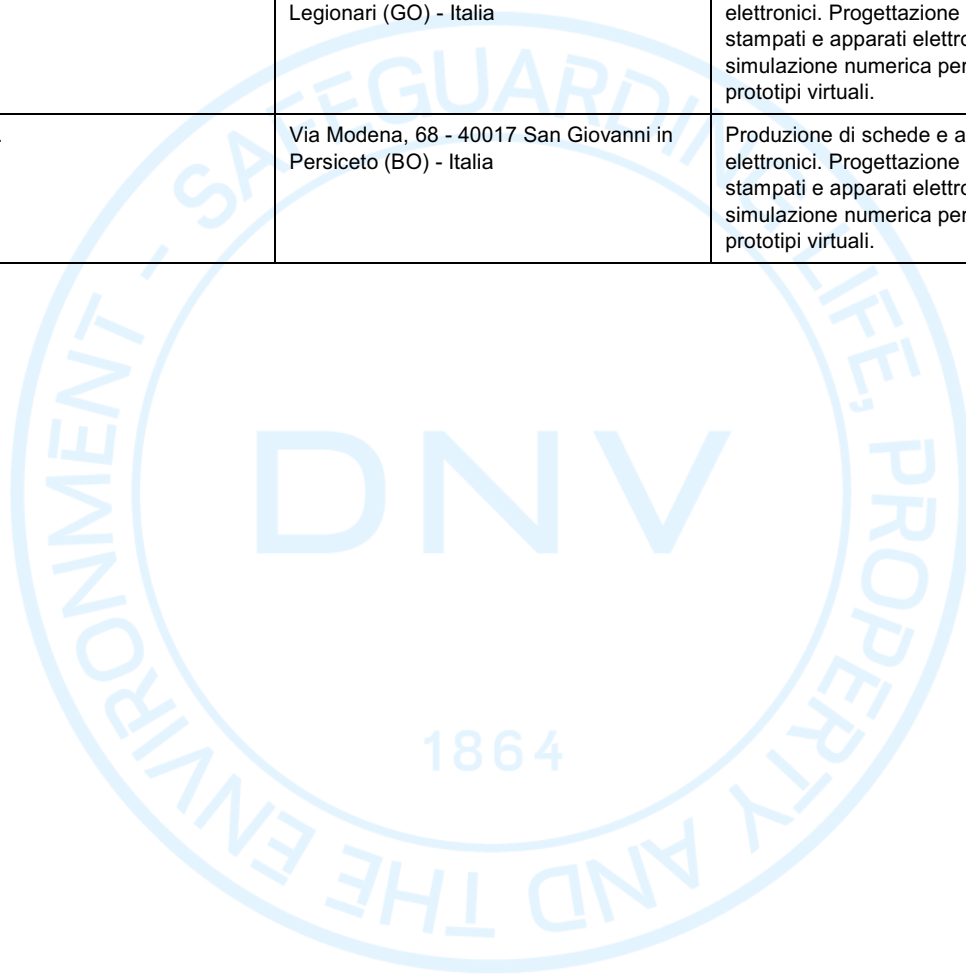 Legionari (GO) - Italia
elettronici. Progettazione
stampati e apparati
simulazione numerica per
prototipi virtuali.
.
Via Modena, 68 - 40017 San Giovanni in
Persiceto (BO) - Italia
Produzione di schede e
elettronici. Progettazione
stampati e apparati
simulazione numerica per
prototipi virtuali.
SAFEGUARDING LIFE, PROPERTY AND THE ENVIRONMENT -
DNV
1864